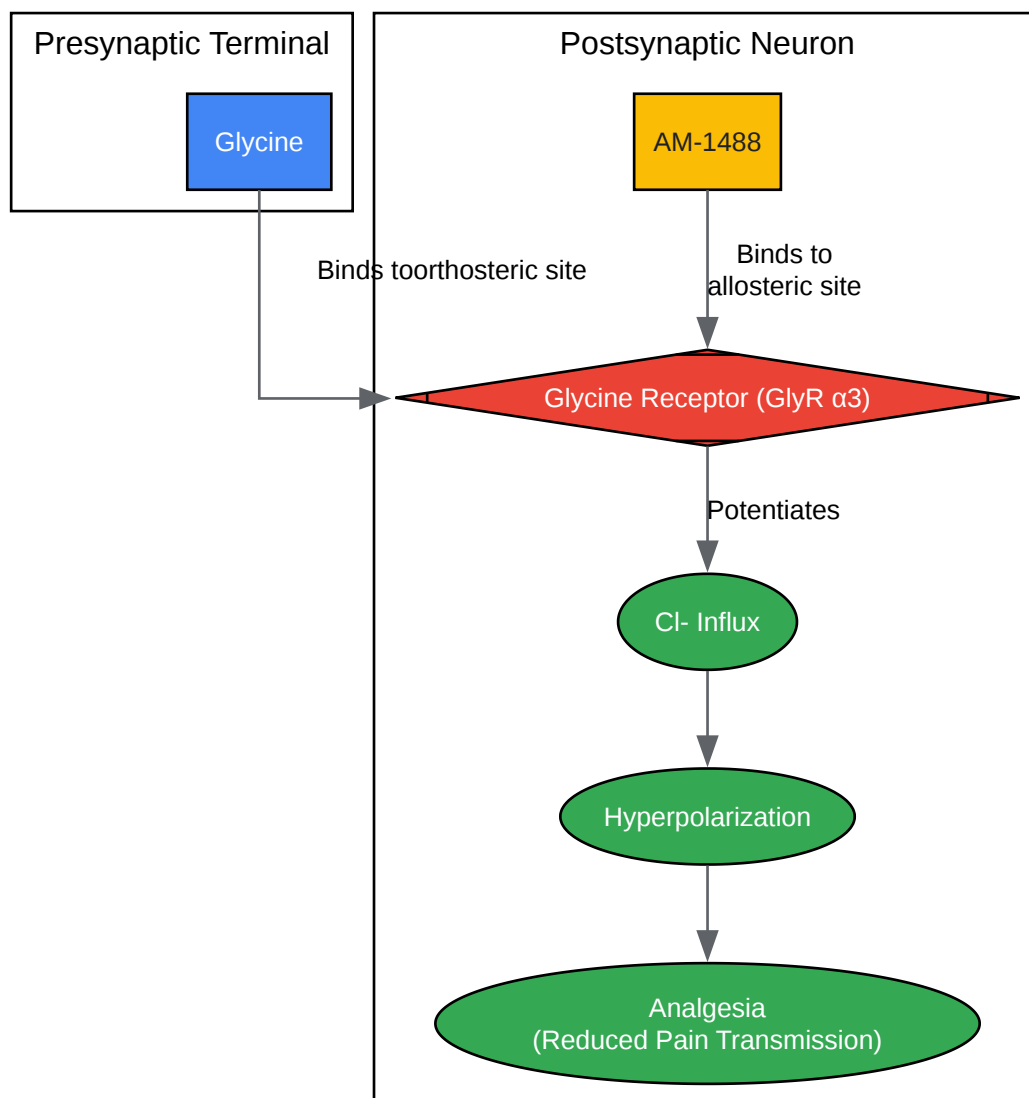 Presynaptic Terminal
Postsynaptic Neuron
Glycine
AM-1488
Binds toorthosteric site
Binds to
allosteric site
Glycine Receptor (GlyR α3)
Potentiates
Cl- Influx
Hyperpolarization
Analgesia
(Reduced Pain Transmission)